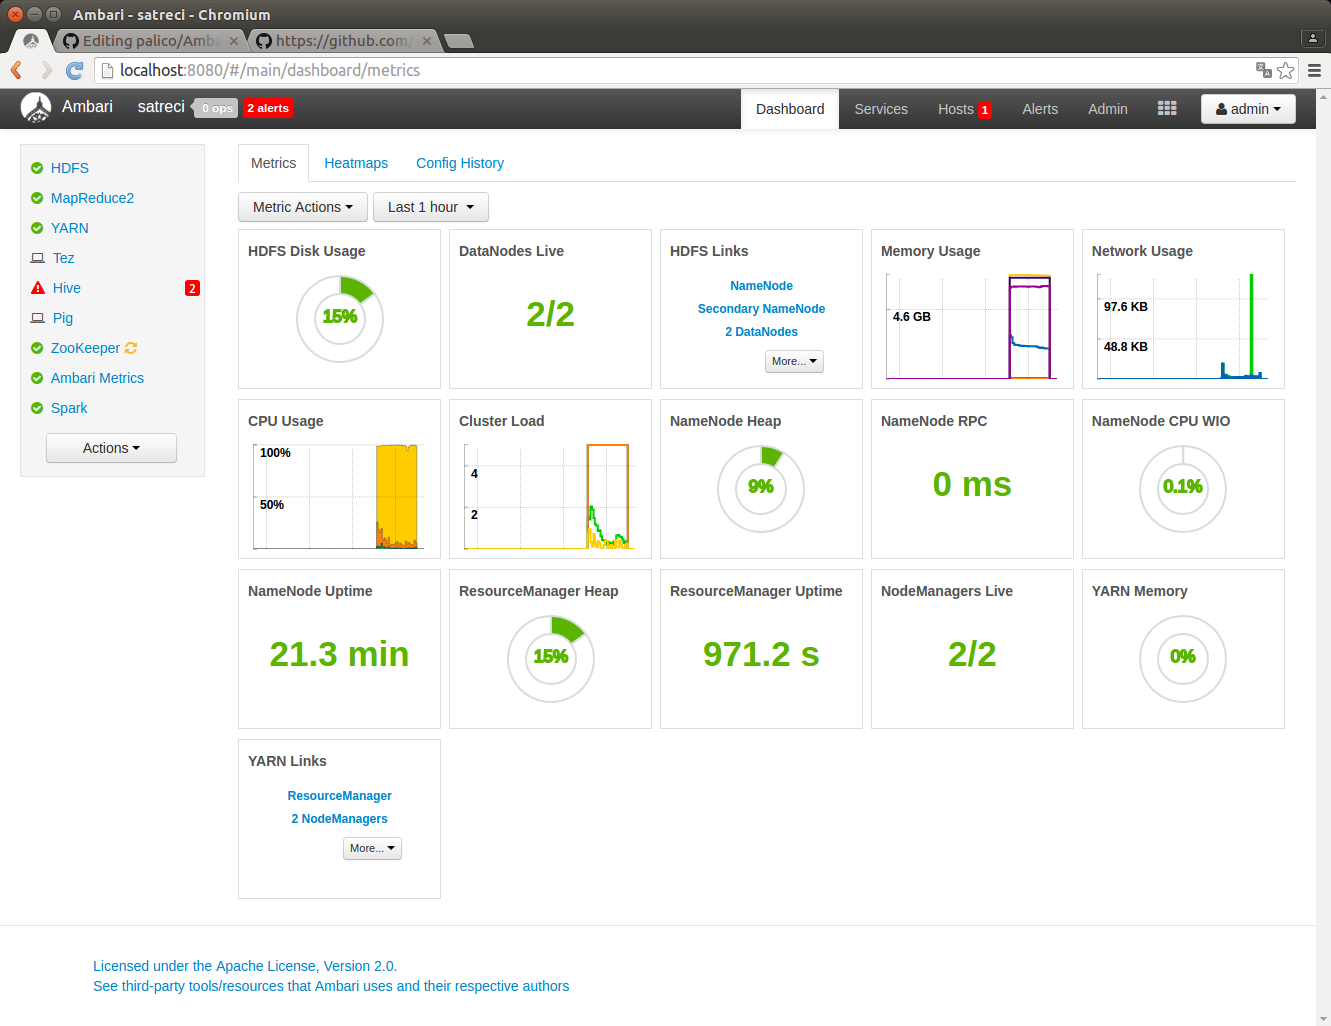 Ambari - satreci - Chromium
Editing palico/Amba
https://github.com/
localhost:8080/#/main/dashboard/metrics
Ambari satreci 0 ops 2 alerts Dashboard Services Hosts 1 Alerts Admin admin
HDFS
MapReduce2
YARN
Tez
Hive 2
Pig
ZooKeeper
Ambari Metrics
Spark
Actions
Metrics Heatmaps Config History
Metric Actions Last 1 hour
HDFS Disk Usage
15%
DataNodes Live
2/2
HDFS Links
NameNode
Secondary NameNode
2 DataNodes
More...
Memory Usage
4.6 GB
Network Usage
97.6 KB
48.8 KB
CPU Usage
100%
50%
Cluster Load
4
2
NameNode Heap
9%
NameNode RPC
0 ms
NameNode CPU WIO
0.1%
NameNode Uptime
21.3 min
ResourceManager Heap
15%
ResourceManager Uptime
971.2 s
NodeManagers Live
2/2
YARN Memory
0%
YARN Links
ResourceManager
2 NodeManagers
More...
Licensed under the Apache License, Version 2.0.
See third-party tools/resources that Ambari uses and their respective authors